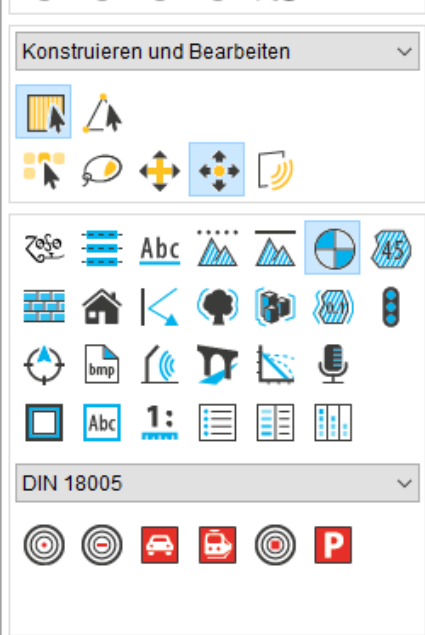 Konstruieren und Bearbeiten
Abc
45
bmp
Abc
1:
DIN 18005
P